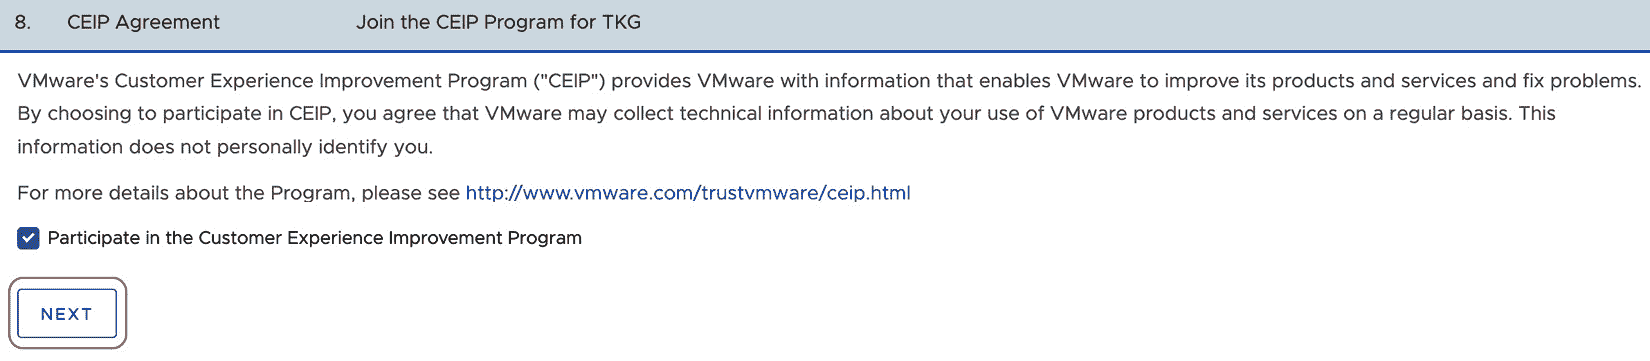 8. CEIP Agreement Join the CEIP Program for TKG
VMware's Customer Experience Improvement Program ("CEIP") provides VMware with information that enables VMware to improve its products and services and fix problems.
By choosing to participate in CEIP, you agree that VMware may collect technical information about your use of VMware products and services on a regular basis. This
information does not personally identify you.
For more details about the Program, please see http://www.vmware.com/trustvmware/ceip.html
Participate in the Customer Experience Improvement Program
NEXT